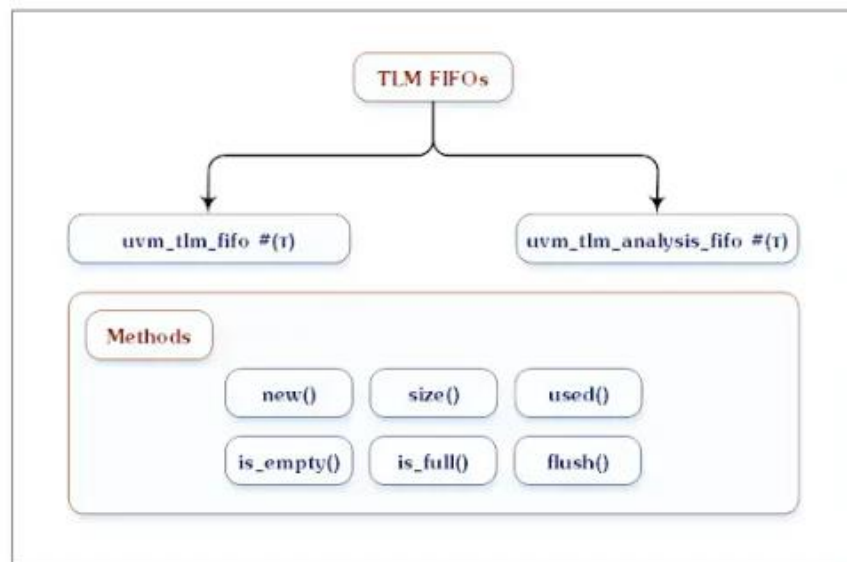 TLM FIFOs
uvm_tlm_fifo #(T)
uvm_tlm_analysis_fifo #(T)
Methods
new()
size()
used()
is_empty()
is_full()
flush()